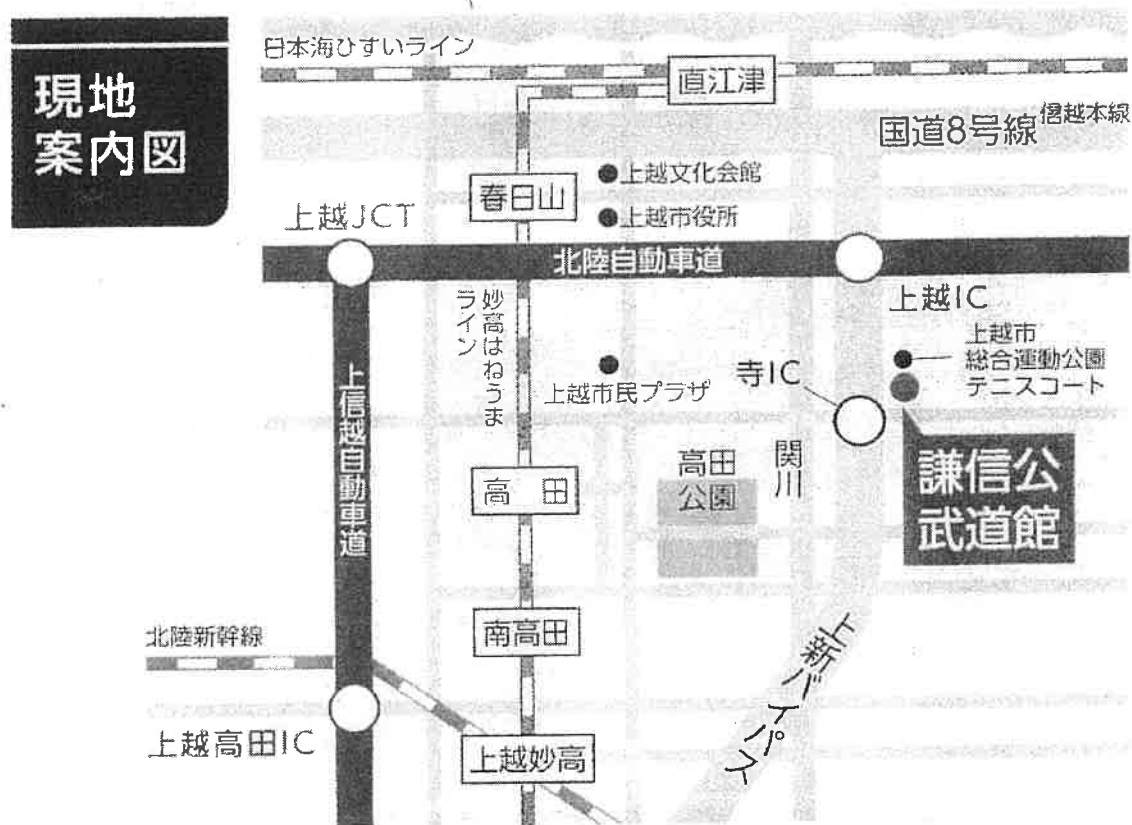 現地
案内図
日本海ひすいライン
直江津
国道8号線
信越本線
春日山
上越文化会館
上越市役所
上越JCT
北陸自動車道
上越IC
妙高はねうま
ライン
上越市民プラザ
上越市
総合運動公園
テニスコート
寺IC
上信越自動車道
高田
高田
公園
関川
謙信公
武道館
南高田
北陸新幹線
上新バイパス
上越高田IC
上越妙高